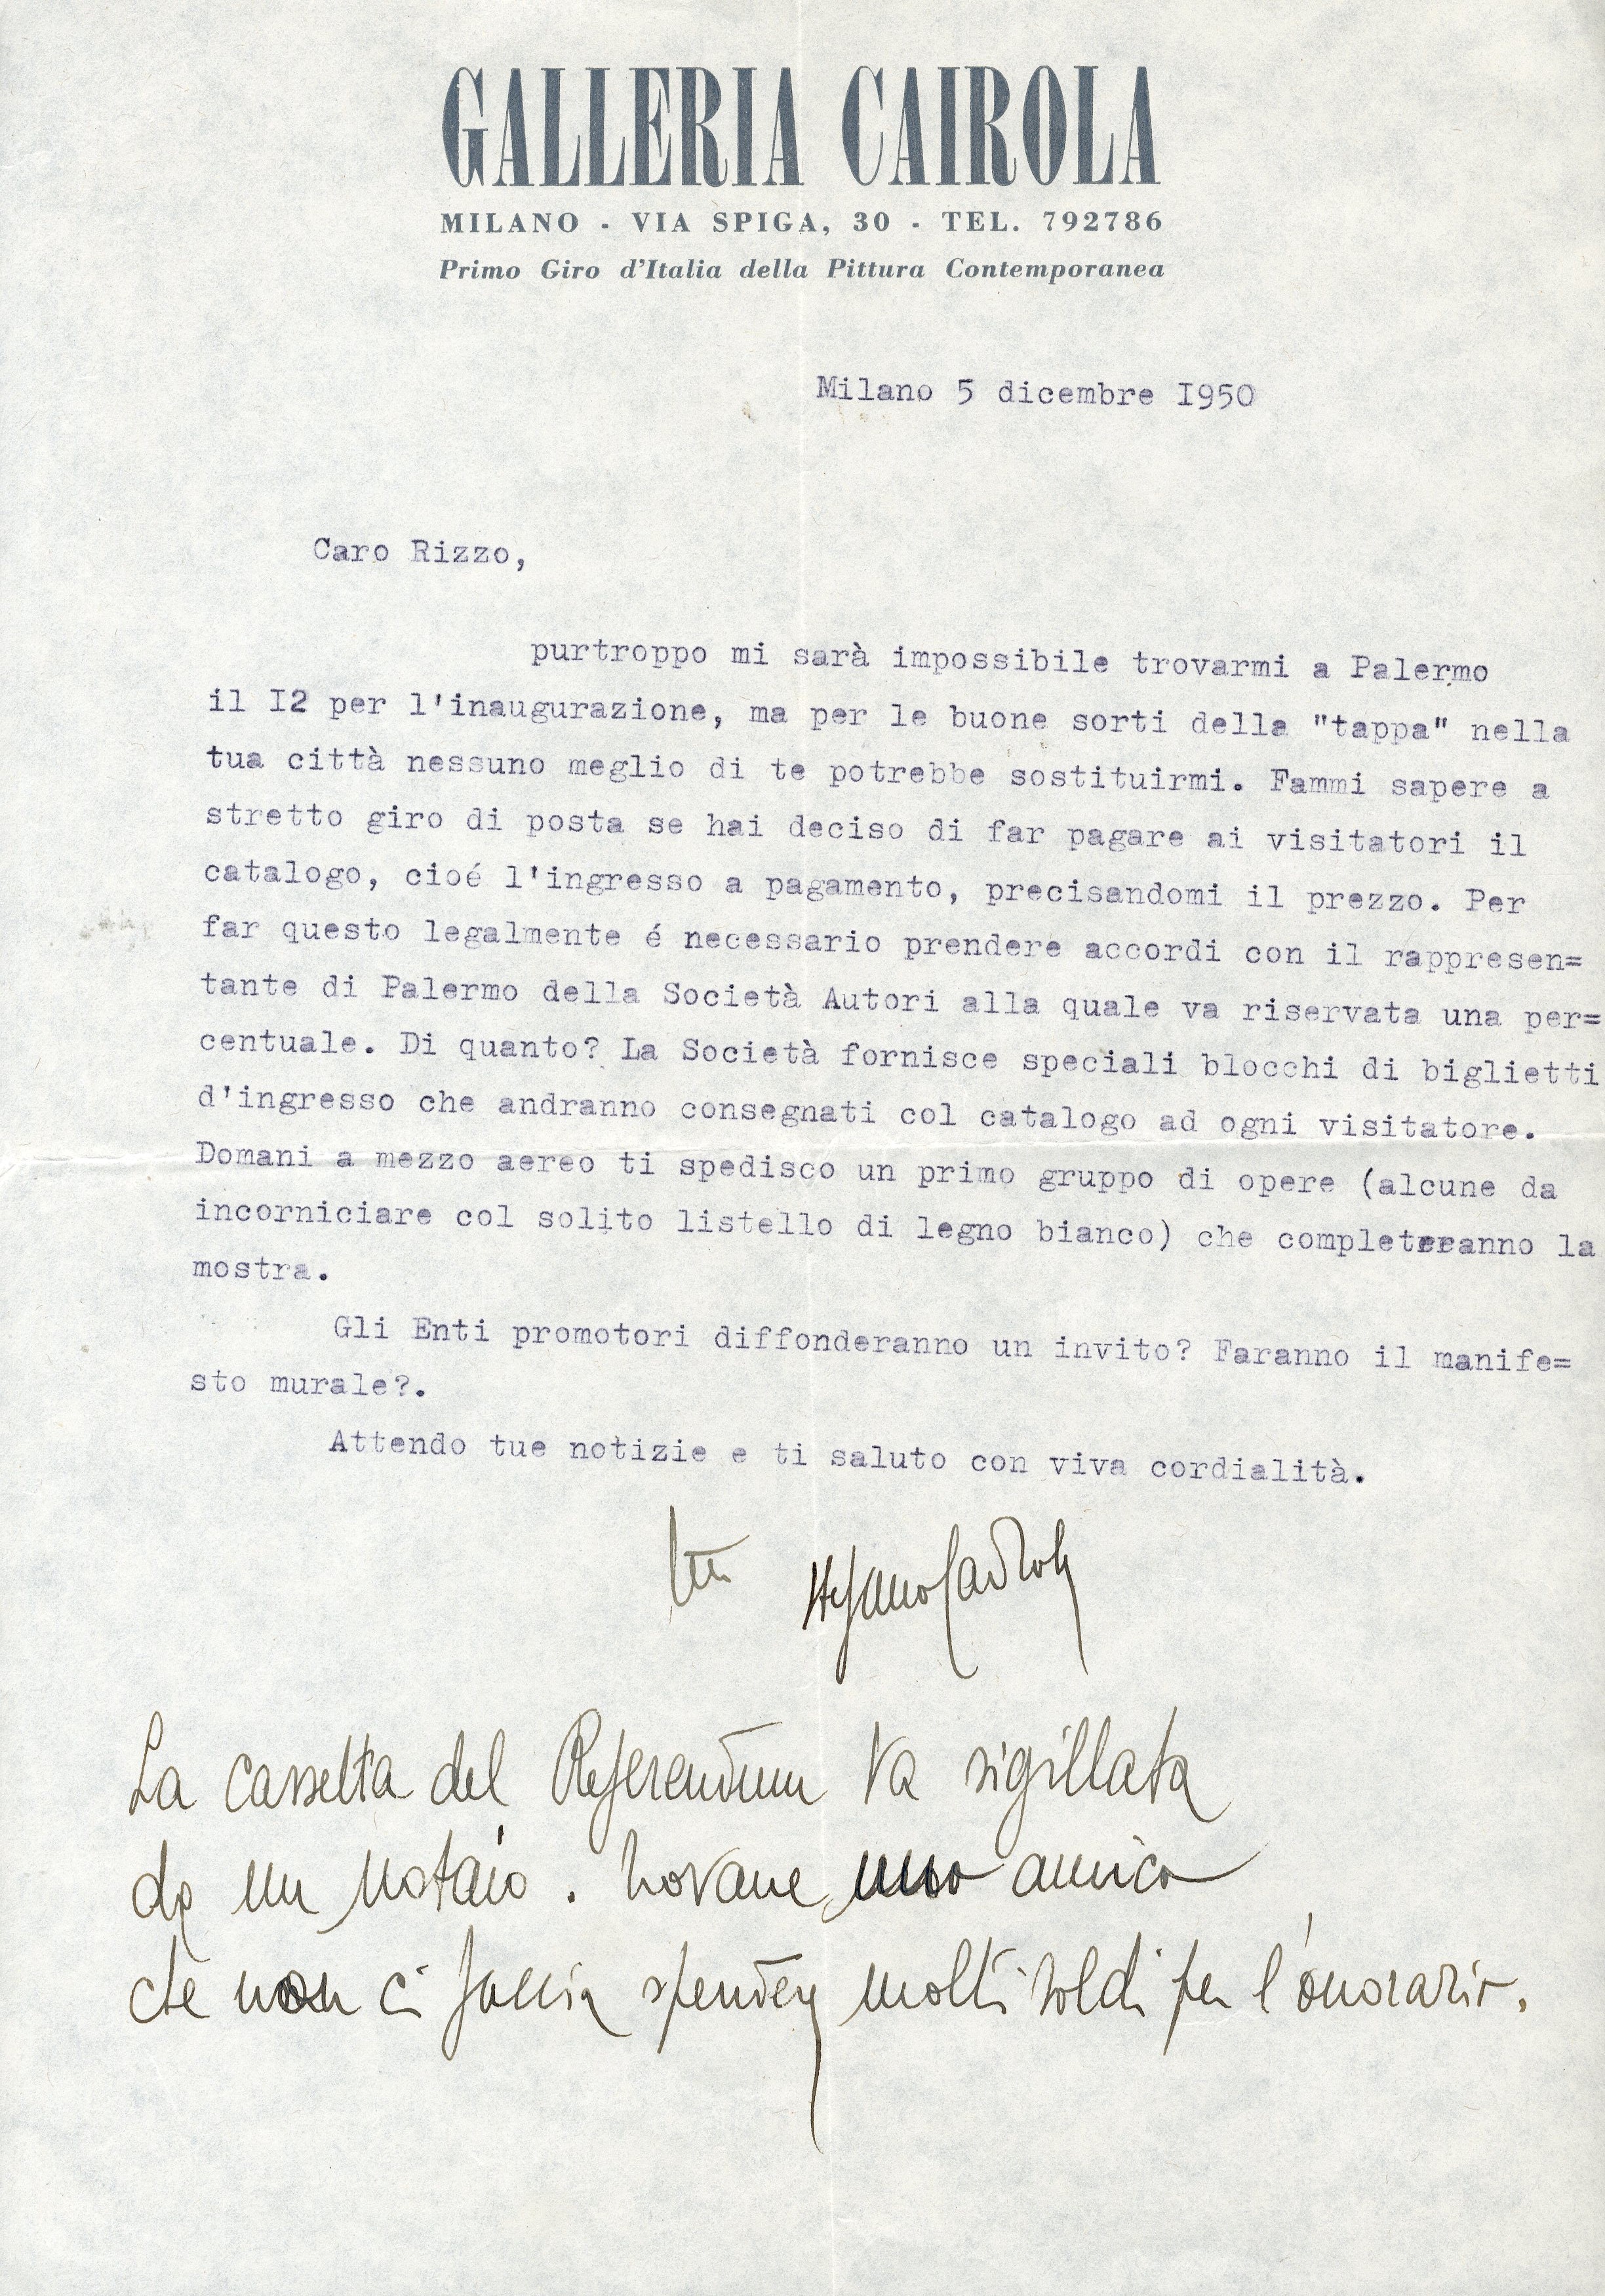 GALLERIA CAIROLA
MILANO - VIA SPIGA, 30 - TEL. 792786
Primo Giro d'Italia della Pittura Contemporanea
Milano 5 dicembre I950
Caro Rizzo,
purtroppo mi sarà impossibile trovarmi a Palermo
il I2 per l'inaugurazione, ma per le buone sorti della "tappa" nella
tua città nessuno meglio di te potrebbe sostituirmi. Fammi sapere a
stretto giro di posta se hai deciso di far pagare ai visitatori il
catalogo, cioé l'ingresso a pagamento, precisandomi il prezzo. Per
far questo legalmente é necessario prendere accordi con il rappresen=
tante di Palermo della Società Autori alla quale va riservata una per=
centuale. Di quanto? La Società fornisce speciali blocchi di biglietti
d'ingresso che andranno consegnati col catalogo ad ogni visitatore.
Domani a mezzo aereo ti spedisco un primo gruppo di opere (alcune da
incorniciare col solito listello di legno bianco) che completeranno la
mostra.
Gli Enti promotori diffonderanno un invito? Faranno il manife=
sto murale?.
Attendo tue notizie e ti saluto con viva cordialità.
Stefano Cairola
La cassetta del Referendum va sigillata
da un notaio. Trovane uno amico
che non ci faccia spendere molti soldi per l'onorario.